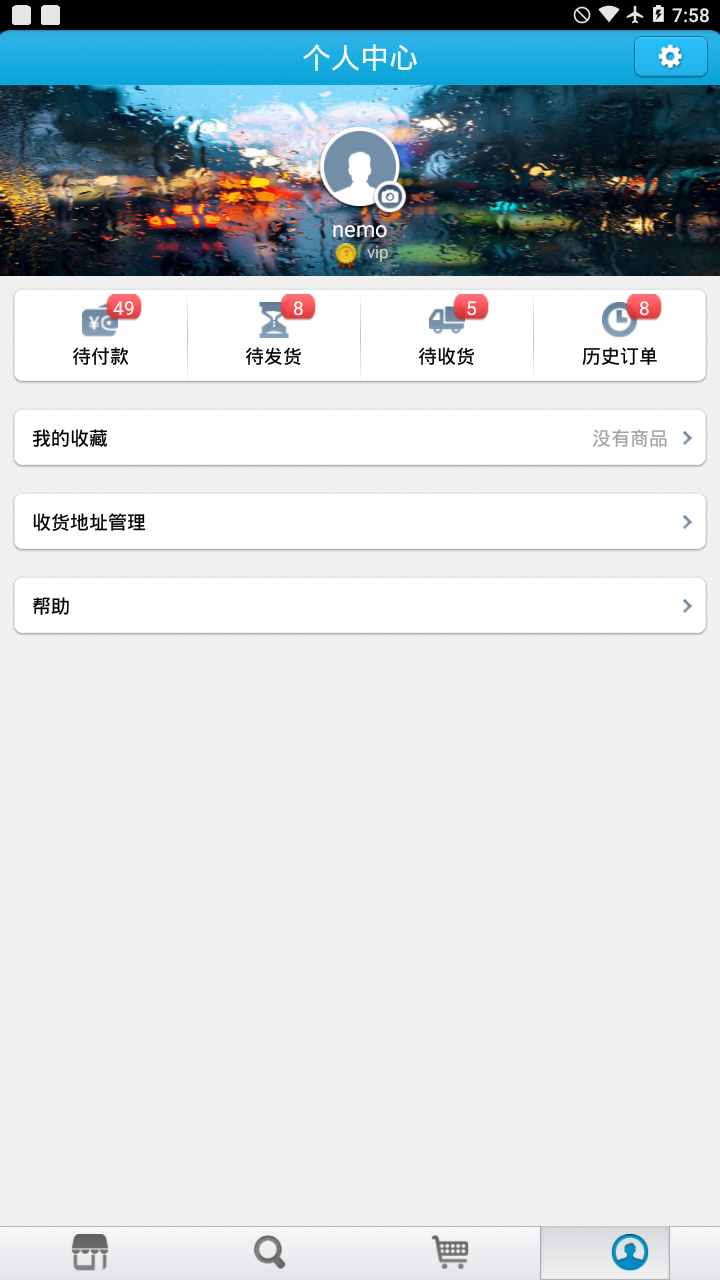 7:58
个人中心
nemo
vip
49 8 5 8
待付款 待发货 待收货 历史订单
我的收藏 没有商品
收货地址管理
帮助